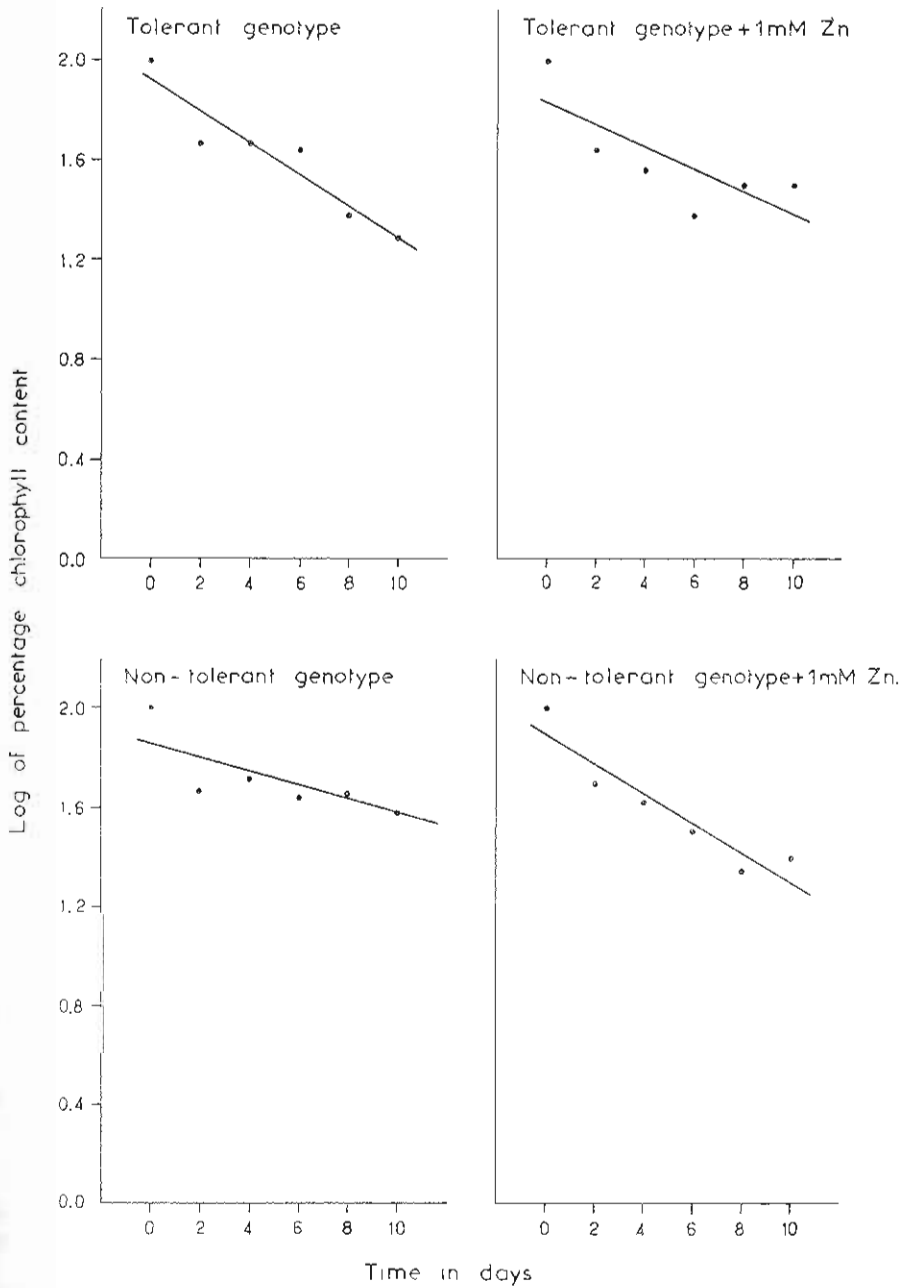 Tolerant genotype
Tolerant genotype+1mM Zn
2.0
1.6
1.2
0.8
0.4
0.0
0 2 4 6 8 10
0 2 4 6 8 10
Log of percentage chlorophyll content
Non-tolerant genotype
Non-tolerant genotype+1mM Zn.
2.0
1.6
1.2
0.8
0.4
0.0
0 2 4 6 8 10
0 2 4 6 8 10
Time in days